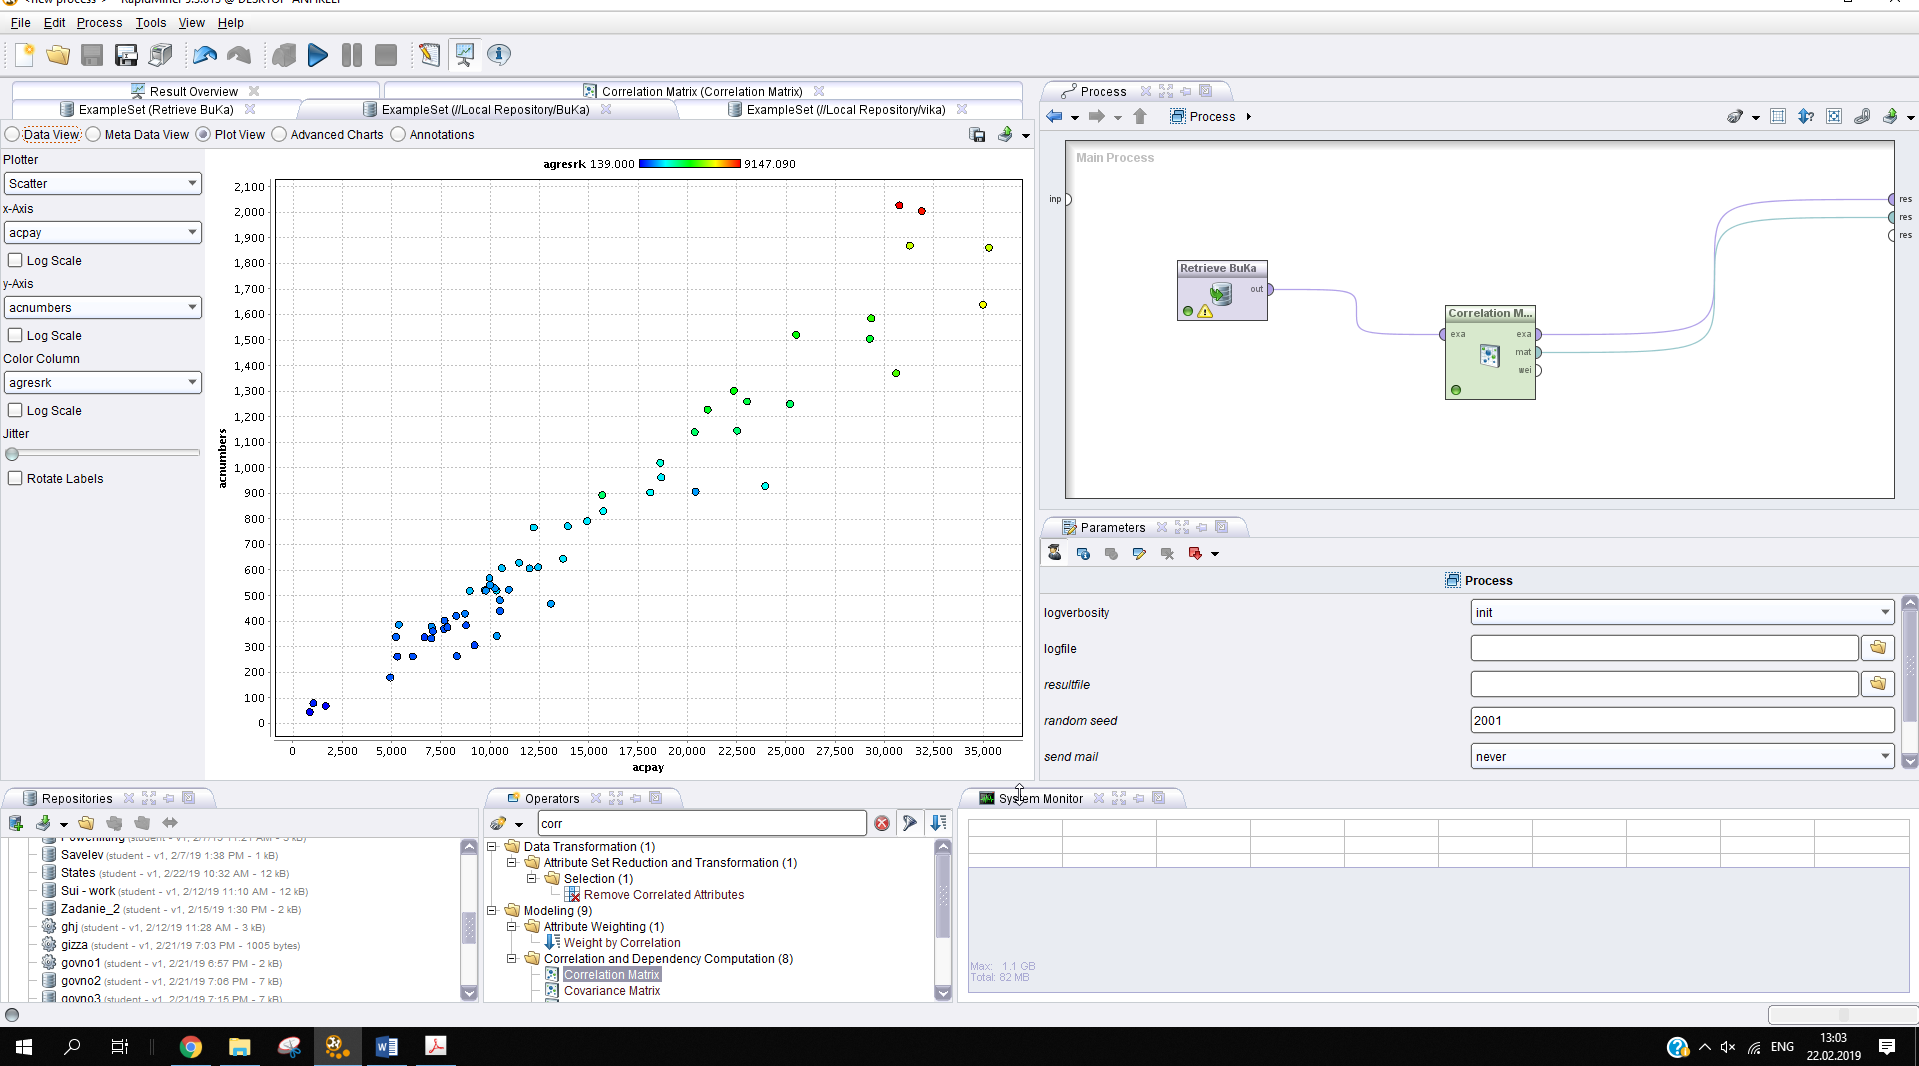 File Edit Process Tools View Help
Result Overview
Correlation Matrix (Correlation Matrix)
ExampleSet (Retrieve BuKa)
ExampleSet (//Local Repository/BuKa)
ExampleSet (//Local Repository/vika)
Data View Meta Data View Plot View Advanced Charts Annotations
Plotter
Scatter
x-Axis
acpay
Log Scale
y-Axis
acnumbers
Log Scale
Color Column
agresrk
Log Scale
Jitter
Rotate Labels
agresrk 139.000 9147.090
2,100
2,000
1,900
1,800
1,700
1,600
1,500
1,400
1,300
1,200
1,100
1,000
900
800
700
600
500
400
300
200
100
0
acnumbers
0 2,500 5,000 7,500 10,000 12,500 15,000 17,500 20,000 22,500 25,000 27,500 30,000 32,500 35,000
acpay
Process
Process
Main Process
inp
res
res
res
Retrieve BuKa
out
Correlation M...
exa exa
mat
wei
Parameters
Process
logverbosity init
logfile
resultfile
random seed 2001
send mail never
Repositories
Savelev (student - v1, 2/7/19 1:38 PM - 1 kB)
States (student - v1, 2/22/19 10:32 AM - 12 kB)
Sui - work (student - v1, 2/12/19 11:10 AM - 12 kB)
Zadanie_2 (student - v1, 2/15/19 1:30 PM - 2 kB)
ghj (student - v1, 2/12/19 11:28 AM - 3 kB)
gizza (student - v1, 2/21/19 7:03 PM - 1005 bytes)
govno1 (student - v1, 2/21/19 6:57 PM - 2 kB)
govno2 (student - v1, 2/21/19 7:06 PM - 7 kB)
govno3 (student - v1, 2/21/19 7:15 PM - 7 kB)
Operators
corr
Data Transformation (1)
Attribute Set Reduction and Transformation (1)
Selection (1)
Remove Correlated Attributes
Modeling (9)
Attribute Weighting (1)
Weight by Correlation
Correlation and Dependency Computation (8)
Correlation Matrix
Covariance Matrix
System Monitor
Max: 1.1 GB
Total: 82 MB
ENG
13:03
22.02.2019